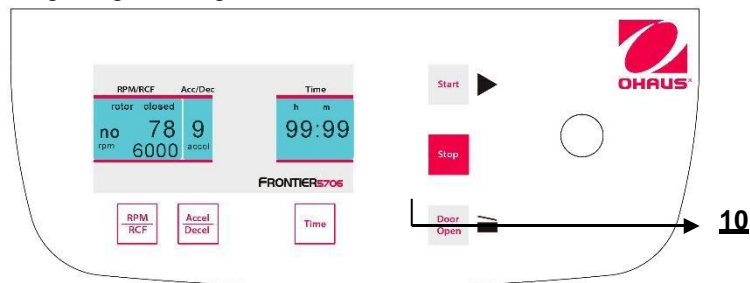 RPM/RCF Acc/Dec Time
rotor closed h m
no 78 9 99:99
rpm 6000 accel
FRONTIER5706
RPM
RCF
Accel
Decel
Time
Start
Stop
Door
Open
OHAUS
10